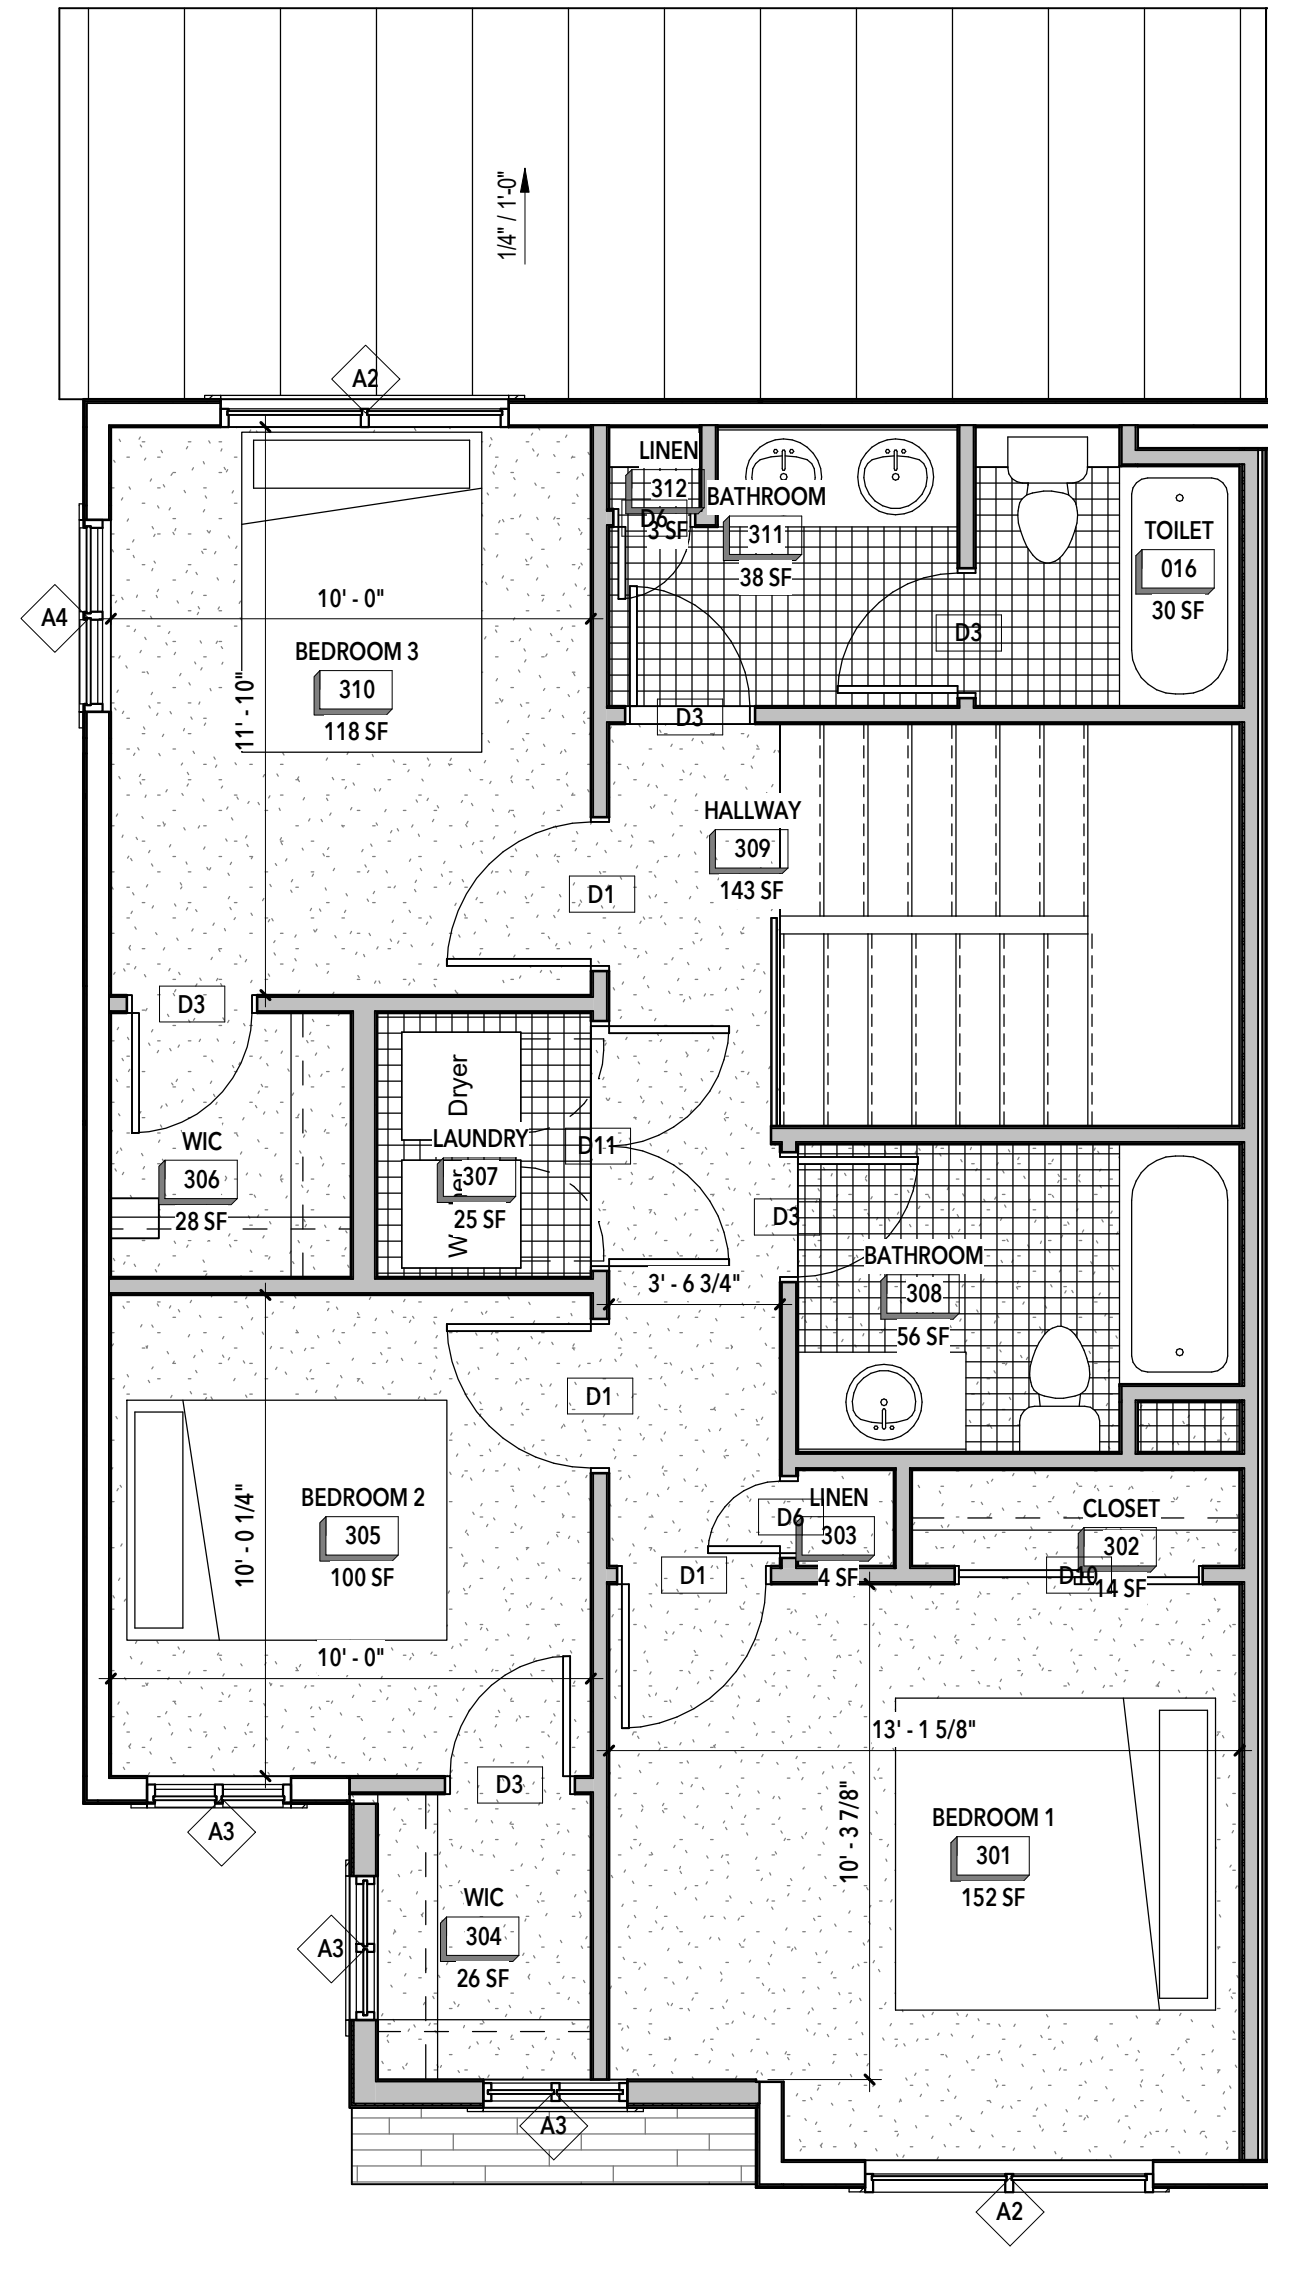 1/4" / 1'-0"
A2
LINEN
312
D6
3 SF
BATHROOM
311
38 SF
TOILET
016
30 SF
A4
10' - 0"
D3
BEDROOM 3
310
118 SF
11' - 10"
D3
HALLWAY
309
143 SF
D1
D3
Dryer
WIC
306
28 SF
LAUNDRY
307
25 SF
D11
D3
BATHROOM
308
56 SF
3' - 6 3/4"
D1
BEDROOM 2
305
100 SF
10' - 0 1/4"
LINEN
303
4 SF
D6
CLOSET
302
14 SF
D1
D10
10' - 0"
13' - 1 5/8"
D3
A3
10' - 3 7/8"
BEDROOM 1
301
152 SF
WIC
304
26 SF
A3
A3
A2